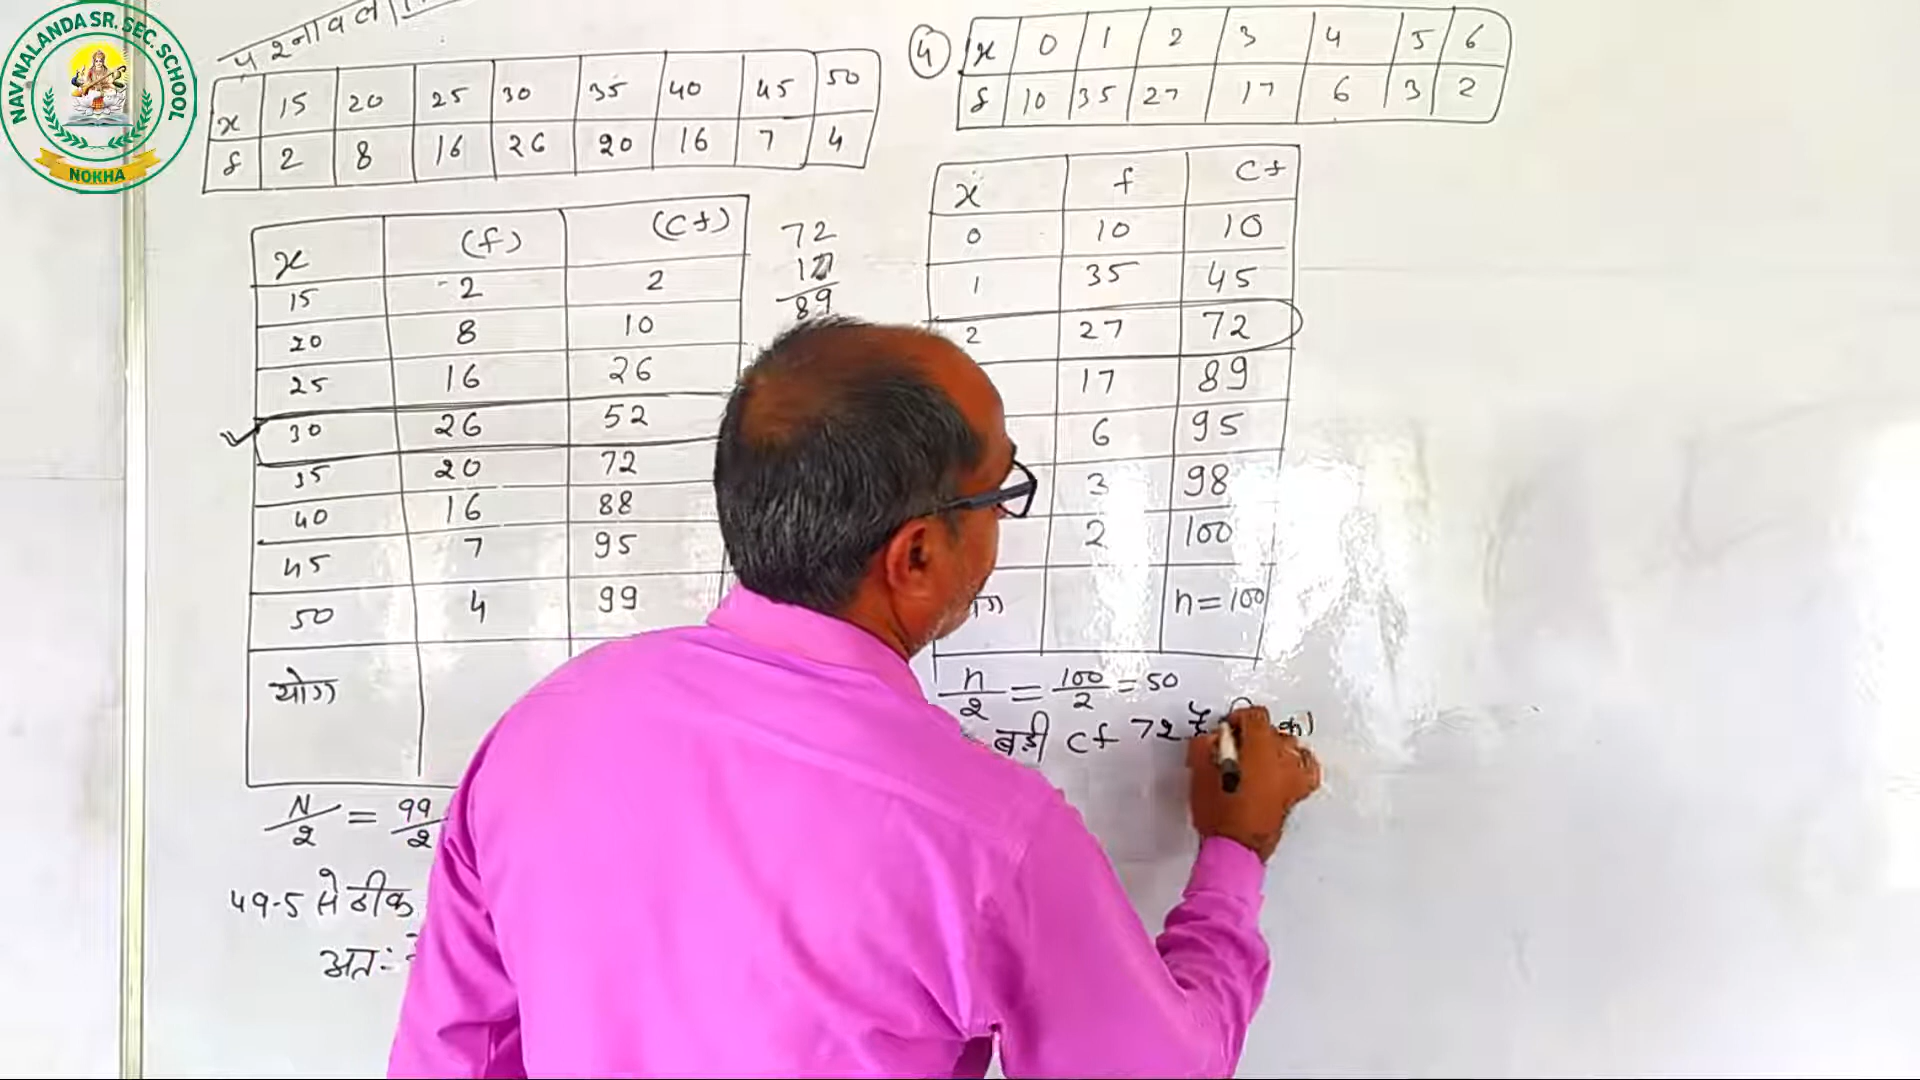 NAV NALANDA SR. SEC. SCHOOL
NOKHA
x 15 20 25 30 35 40 45 50
f 2 8 16 26 20 16 7 4
x (f) (cf)
15 2 2
20 8 10
25 16 26
30 26 52
35 20 72
40 16 88
45 7 95
50 4 99
योग
N/2 = 99/2
49.5 से ठीक
अतः
72
17
89
4
x 0 1 2 3 4 5 6
f 10 35 27 17 6 3 2
x f cf
0 10 10
1 35 45
2 27 72
17 89
6 95
3 98
2 100
n=100
n/2 = 100/2 = 50
बड़ी cf 72 है